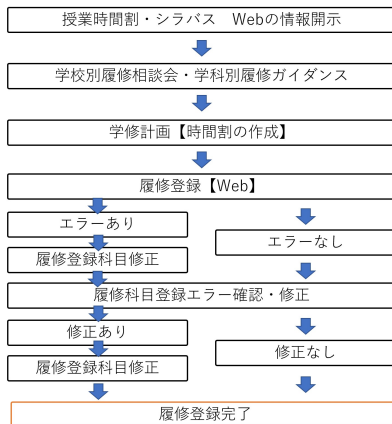 授業時間割・シラバス　Webの情報開示
学校別履修相談会・学科別履修ガイダンス
学修計画【時間割の作成】
履修登録【Web】
エラーあり
エラーなし
履修登録科目修正
履修科目登録エラー確認・修正
修正あり
修正なし
履修登録科目修正
履修登録完了